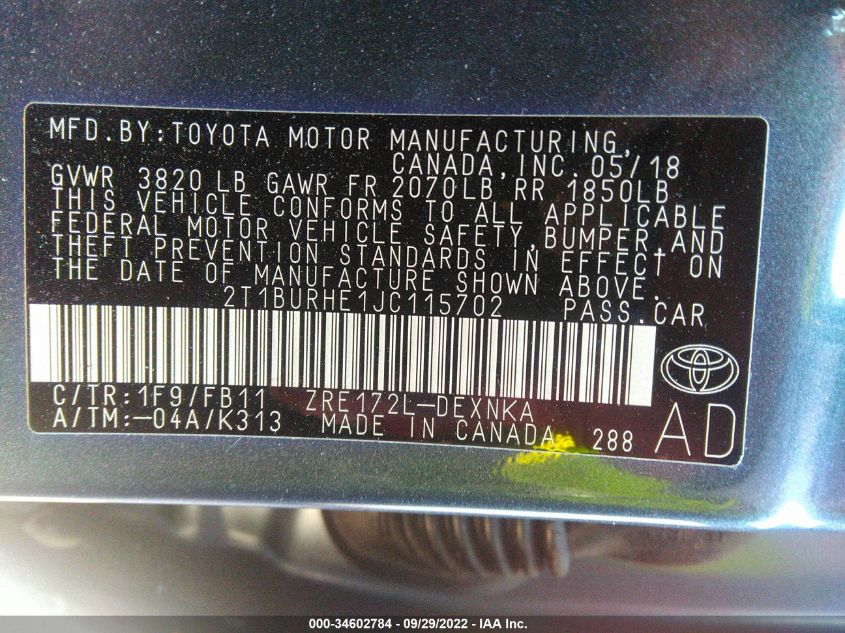 MFD.BY:TOYOTA MOTOR MANUFACTURING,
CANADA,INC. 05/18
GVWR 3820 LB GAWR FR 2070LB RR 1850LB
THIS VEHICLE CONFORMS TO ALL APPLICABLE
FEDERAL MOTOR VEHICLE SAFETY,BUMPER,AND
THEFT PREVENTION STANDARDS IN EFFECT ON
THE DATE OF MANUFACTURE SHOWN ABOVE.
2T1BURHE1JC115702 PASS.CAR
C/TR:1F9/FB11 ZRE172L-DEXNKA
A/TM:-04A/K313 MADE IN CANADA 288 AD
000-34602784 / 09/29/2022 - IAA Inc.